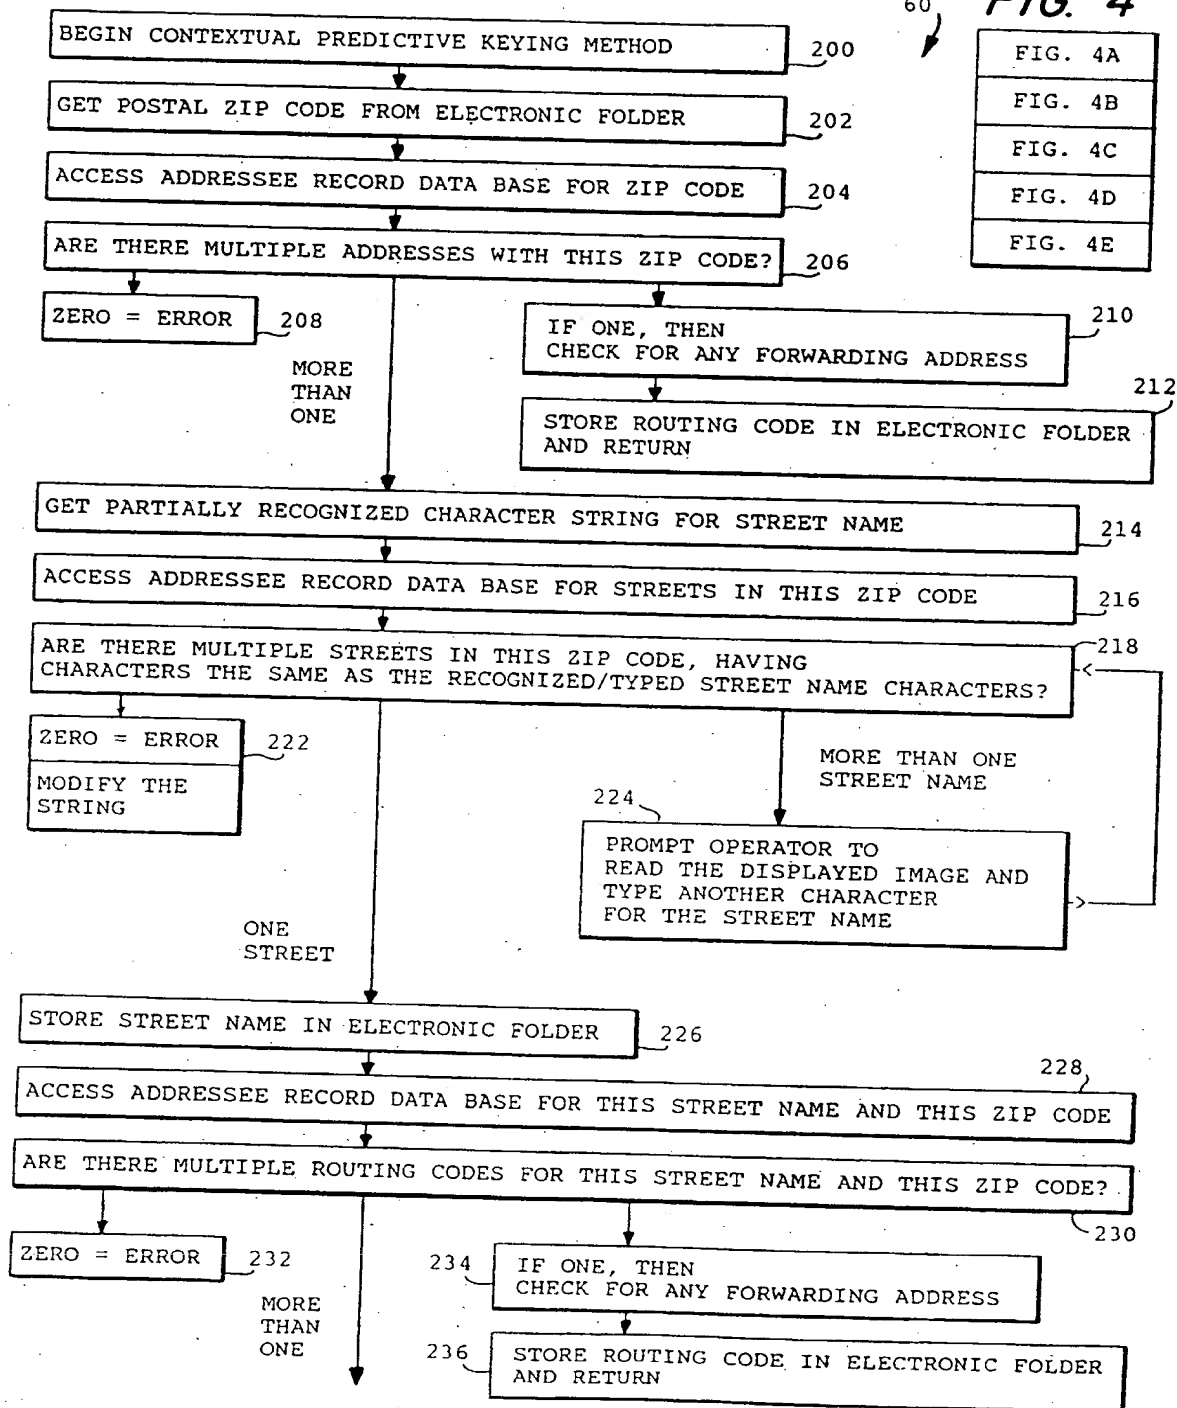 60
FIG. 4
FIG. 4A
FIG. 4B
FIG. 4C
FIG. 4D
FIG. 4E
BEGIN CONTEXTUAL PREDICTIVE KEYING METHOD
200
GET POSTAL ZIP CODE FROM ELECTRONIC FOLDER
202
ACCESS ADDRESSEE RECORD DATA BASE FOR ZIP CODE
204
ARE THERE MULTIPLE ADDRESSES WITH THIS ZIP CODE?
206
ZERO = ERROR
208
MORE
THAN
ONE
IF ONE, THEN
CHECK FOR ANY FORWARDING ADDRESS
210
212
STORE ROUTING CODE IN ELECTRONIC FOLDER
AND RETURN
GET PARTIALLY RECOGNIZED CHARACTER STRING FOR STREET NAME
214
ACCESS ADDRESSEE RECORD DATA BASE FOR STREETS IN THIS ZIP CODE
216
ARE THERE MULTIPLE STREETS IN THIS ZIP CODE, HAVING
CHARACTERS THE SAME AS THE RECOGNIZED/TYPED STREET NAME CHARACTERS?
218
ZERO = ERROR
222
MODIFY THE
STRING
MORE THAN ONE
STREET NAME
224
PROMPT OPERATOR TO
READ THE DISPLAYED IMAGE AND
TYPE ANOTHER CHARACTER
FOR THE STREET NAME
ONE
STREET
STORE STREET NAME IN ELECTRONIC FOLDER
226
228
ACCESS ADDRESSEE RECORD DATA BASE FOR THIS STREET NAME AND THIS ZIP CODE
ARE THERE MULTIPLE ROUTING CODES FOR THIS STREET NAME AND THIS ZIP CODE?
230
ZERO = ERROR
232
MORE
THAN
ONE
234
IF ONE, THEN
CHECK FOR ANY FORWARDING ADDRESS
236
STORE ROUTING CODE IN ELECTRONIC FOLDER
AND RETURN